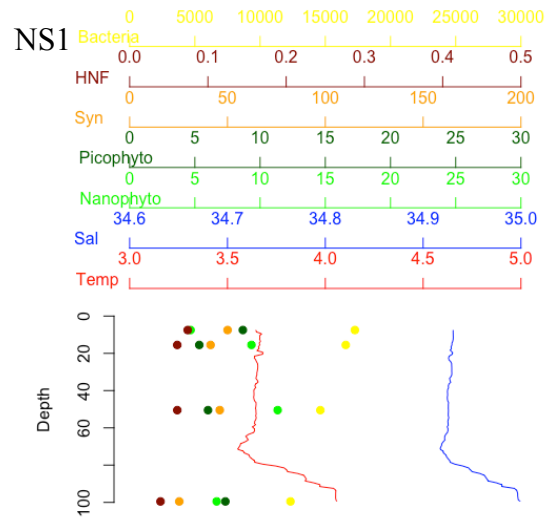 0 5000 10000 15000 20000 25000 30000
NS1
Bacteria
0.0 0.1 0.2 0.3 0.4 0.5
HNF
0 50 100 150 200
Syn
0 5 10 15 20 25 30
Picophyto
0 5 10 15 20 25 30
Nanophyto
34.6 34.7 34.8 34.9 35.0
Sal
3.0 3.5 4.0 4.5 5.0
Temp
0
20
40
60
100
Depth